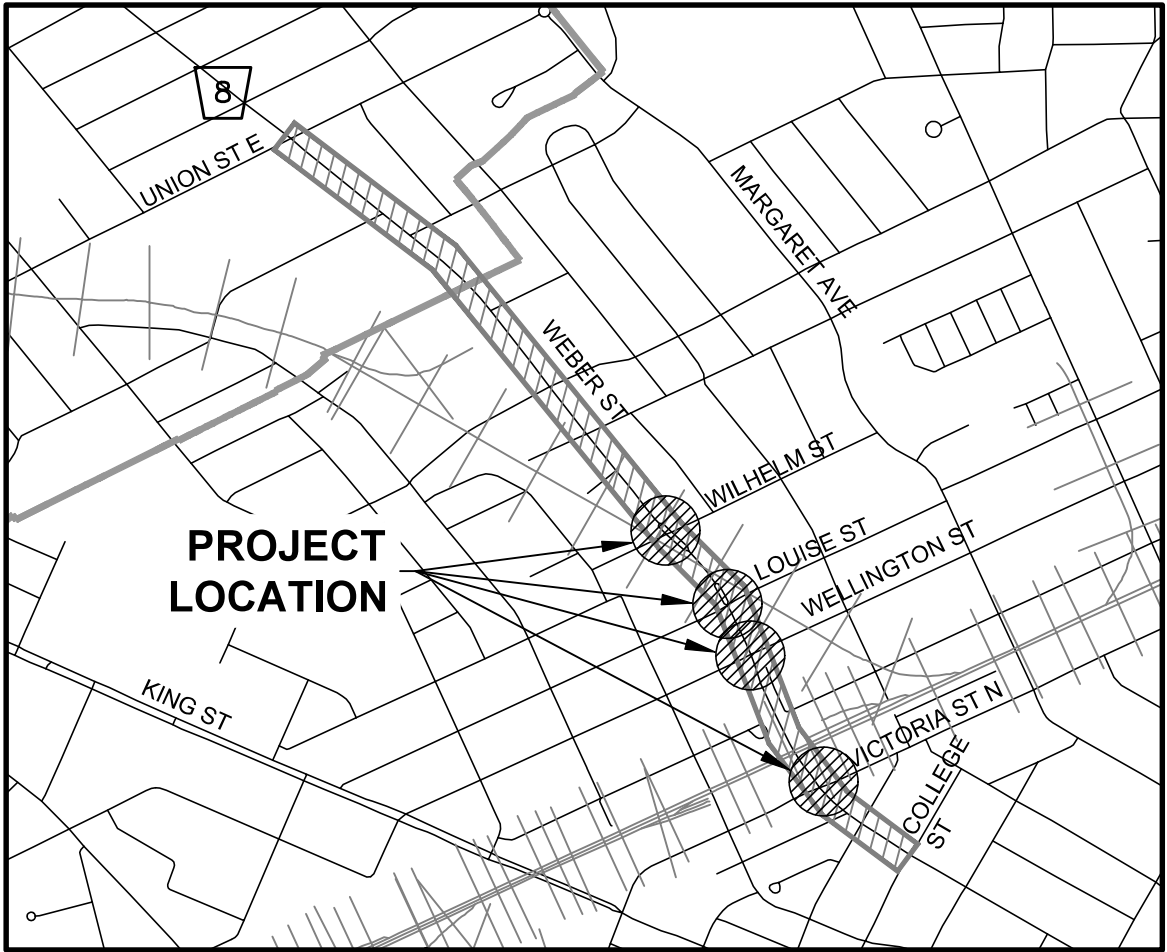 8
UNION ST E
MARGARET AVE
WEBER ST
WILHELM ST
LOUISE ST
WELLINGTON ST
PROJECT
LOCATION
KING ST
VICTORIA ST N
COLLEGE
ST